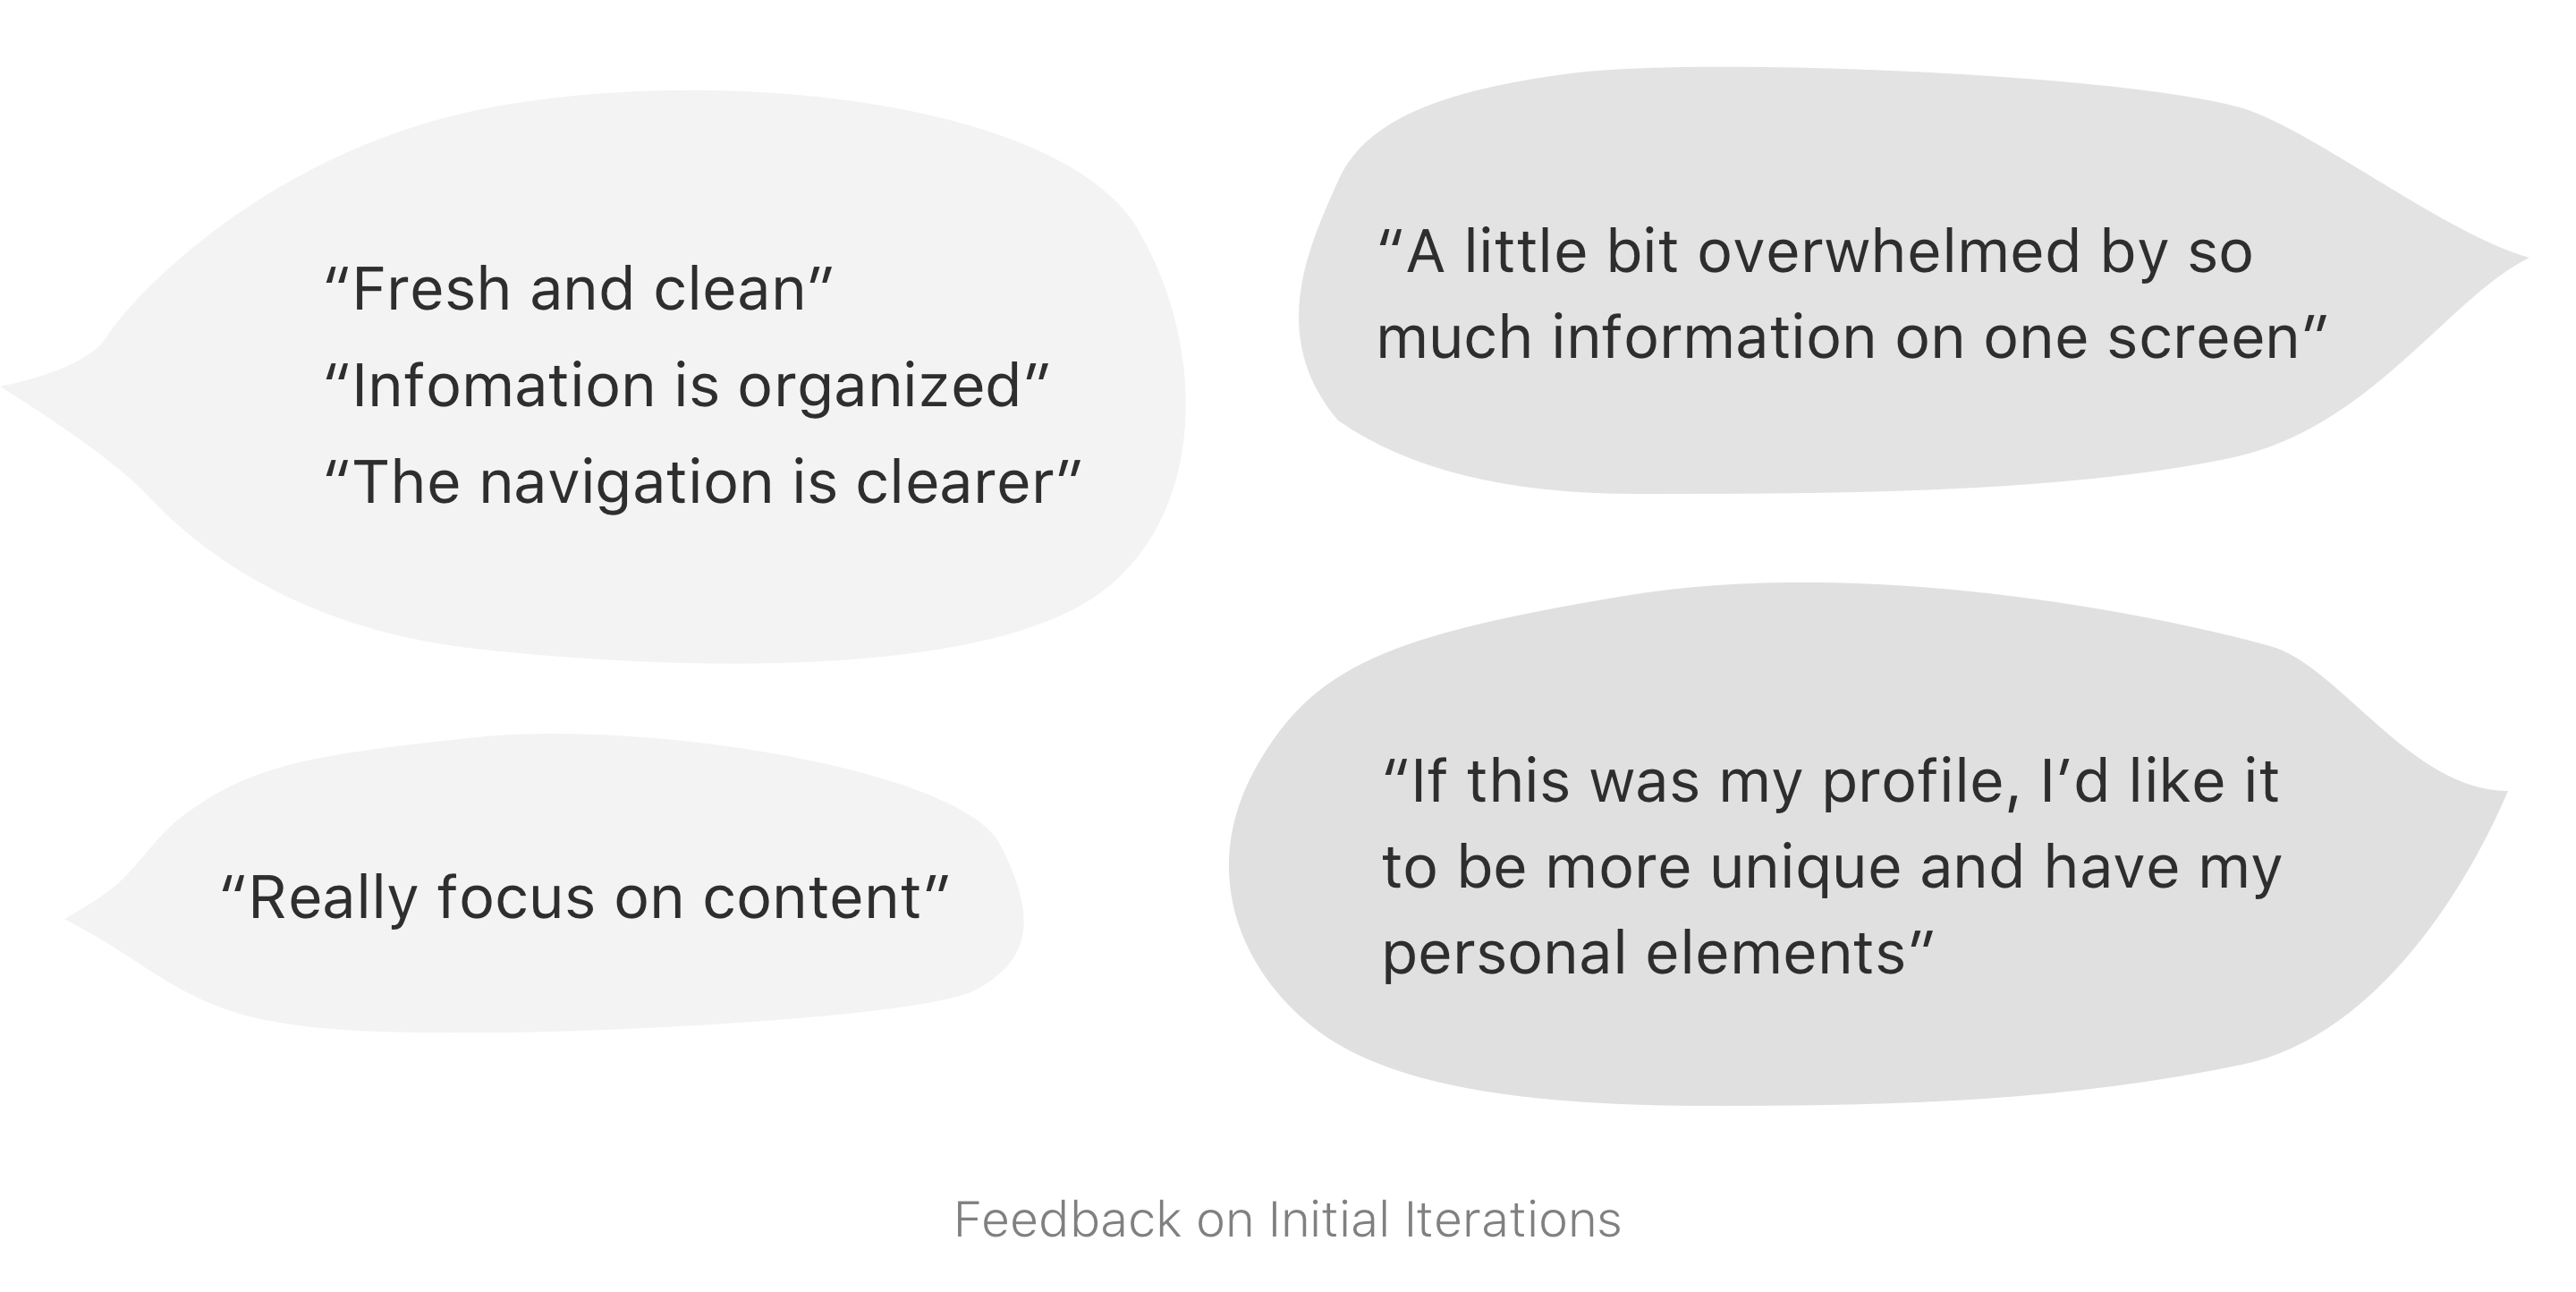 “Fresh and clean”
“Infomation is organized”
“The navigation is clearer”
“A little bit overwhelmed by so
much information on one screen”
“Really focus on content”
“If this was my profile, I’d like it
to be more unique and have my
personal elements”
Feedback on Initial Iterations